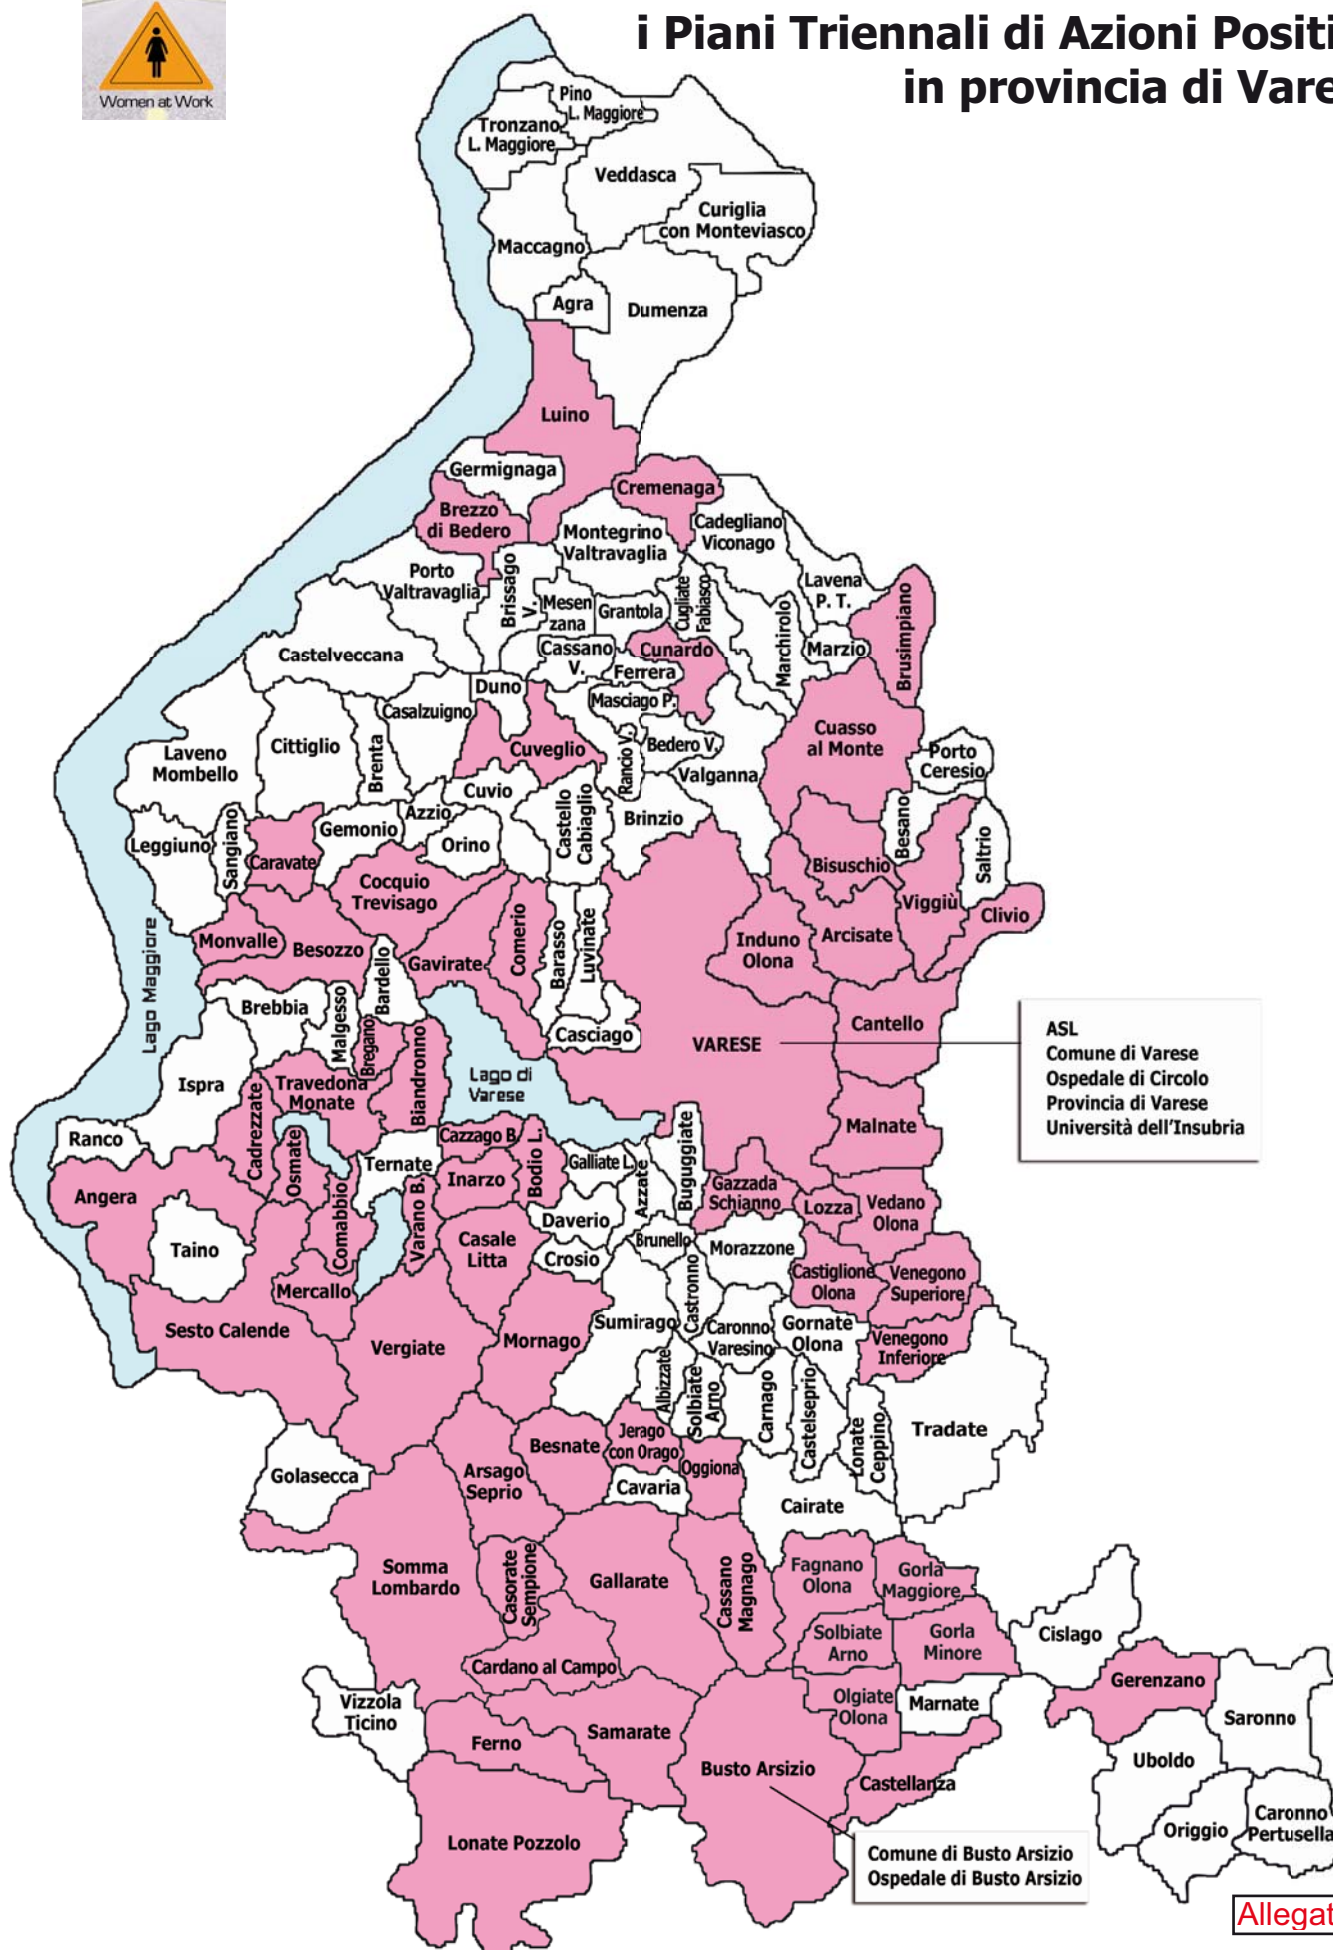 Women at Work
i Piani Triennali di Azioni Positi
in provincia di Vare
Pino
L. Maggiore
Tronzano
L. Maggiore
Veddasca
Curiglia
con Monteviasco
Maccagno
Agra
Dumenza
Luino
Germignaga
Cremenaga
Brezzo
di Bedero
Montegrino
Valtravaglia
Cadegliano
Viconago
Porto
Valtravaglia
Brissago
V.
Mesen
zana
Grantola
Cugliate
Fabiasco
Lavena
P. T.
Marchirolo
Marzio
Brusimpiano
Castelveccana
Cassano
V.
Cunardo
Ferrera
Duno
Masciago P.
Casalzuigno
Cuveglio
Rancio V.
Bedero V.
Valganna
Cuasso
al Monte
Porto
Ceresio
Laveno
Mombello
Cittiglio
Brenta
Cuvio
Azzio
Castello
Cabiaglio
Brinzio
Besano
Saltrio
Leggiuno
Sangiano
Caravate
Gemonio
Orino
Bisuschio
Cocquio
Trevisago
Viggiù
Clivio
Monvalle
Besozzo
Bardello
Gavirate
Comerio
Barasso
Luvinate
Induno
Olona
Arcisate
Lago Maggiore
Brebbia
Malgesso
Bregano
Biandronno
Casciago
VARESE
Cantello
ASL
Comune di Varese
Ospedale di Circolo
Provincia di Varese
Università dell'Insubria
Ispra
Travedona
Monate
Lago di
Varese
Cadrezzate
Osmate
Ranco
Ternate
Cazzago B.
Bodio L.
Galliate L.
Azzate
Buguggiate
Malnate
Angera
Taino
Comabbio
Varano B.
Inarzo
Daverio
Gazzada
Schianno
Lozza
Vedano
Olona
Casale
Litta
Crosio
Brunello
Morazzone
Mercallo
Castronno
Castiglione
Olona
Venegono
Superiore
Sesto Calende
Vergiate
Mornago
Sumirago
Caronno
Varesino
Gornate
Olona
Venegono
Inferiore
Albizzate
Solbiate
Arno
Carnago
Castelseprio
Lonate
Ceppino
Tradate
Golasecca
Arsago
Seprio
Besnate
Jerago
con Orago
Oggiona
Cavaria
Cairate
Somma
Lombardo
Casorate
Sempione
Gallarate
Cassano
Magnago
Fagnano
Olona
Gorla
Maggiore
Solbiate
Arno
Gorla
Minore
Cislago
Cardano al Campo
Vizzola
Ticino
Ferno
Samarate
Olgiate
Olona
Marnate
Gerenzano
Saronno
Busto Arsizio
Castellanza
Uboldo
Origgio
Caronno
Pertusella
Lonate Pozzolo
Comune di Busto Arsizio
Ospedale di Busto Arsizio
Allegat